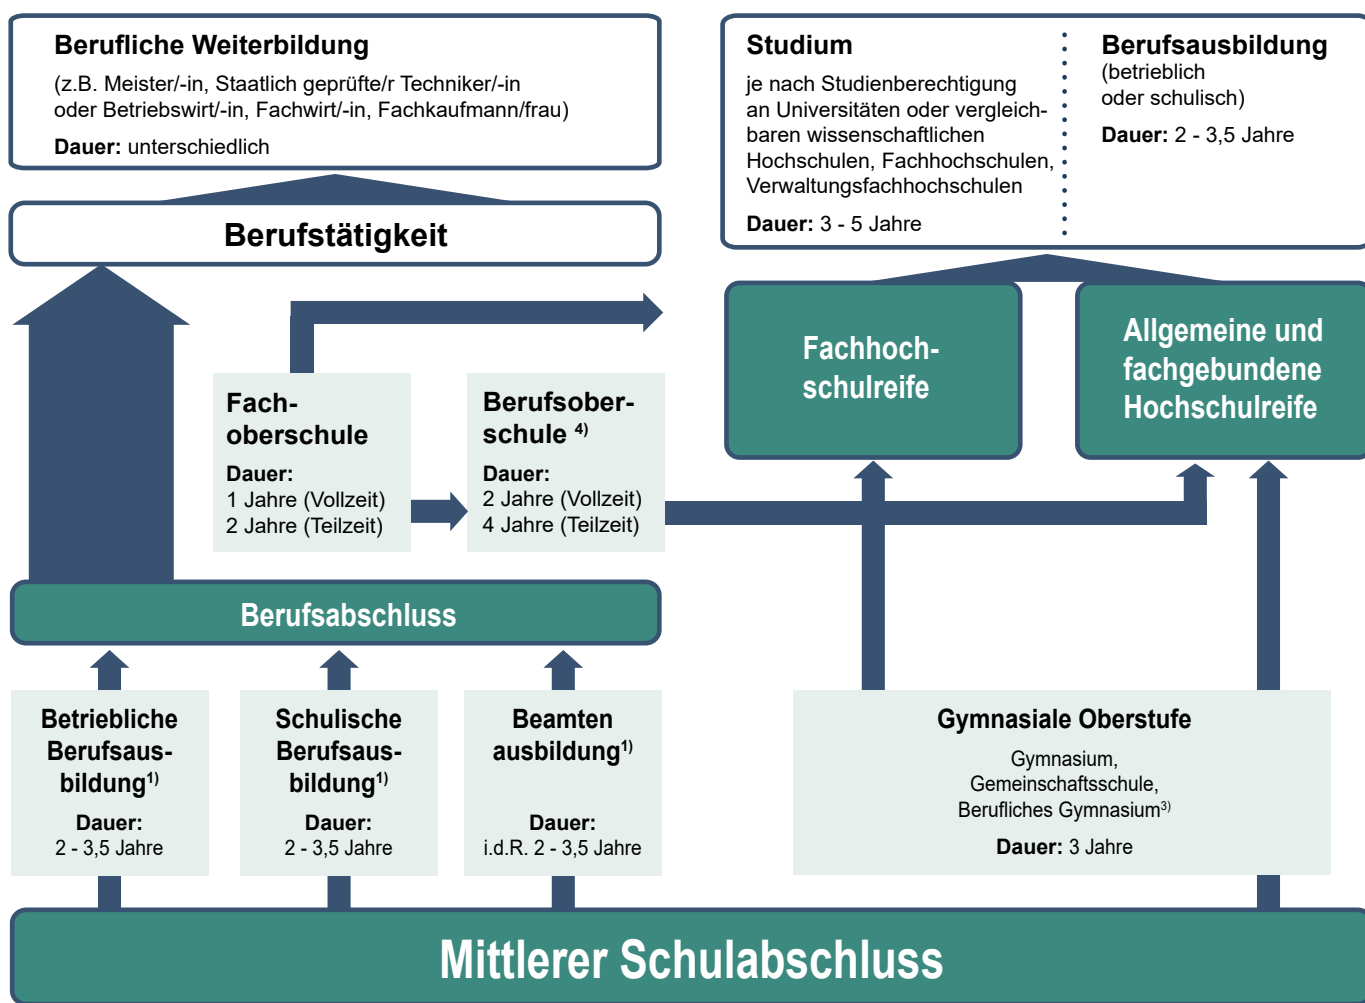 Berufliche Weiterbildung
(z.B. Meister/-in, Staatlich geprüfte/r Techniker/-in
oder Betriebswirt/-in, Fachwirt/-in, Fachkaufmann/frau)
Dauer: unterschiedlich
Studium
je nach Studienberechtigung
an Universitäten oder vergleich-
baren wissenschaftlichen
Hochschulen, Fachhochschulen,
Verwaltungsfachhochschulen
Dauer: 3 - 5 Jahre
Berufsausbildung
(betrieblich
oder schulisch)
Dauer: 2 - 3,5 Jahre
Berufstätigkeit
Fachhoch-
schulreife
Allgemeine und
fachgebundene
Hochschulreife
Fach-
oberschule
Dauer:
1 Jahre (Vollzeit)
2 Jahre (Teilzeit)
Berufsober-
schule 4)
Dauer:
2 Jahre (Vollzeit)
4 Jahre (Teilzeit)
Berufsabschluss
Betriebliche
Berufsaus-
bildung1)
Dauer:
2 - 3,5 Jahre
Schulische
Berufsaus-
bildung1)
Dauer:
2 - 3,5 Jahre
Beamten
ausbildung1)
Dauer:
i.d.R. 2 - 3,5 Jahre
Gymnasiale Oberstufe
Gymnasium,
Gemeinschaftsschule,
Berufliches Gymnasium3)
Dauer: 3 Jahre
Mittlerer Schulabschluss